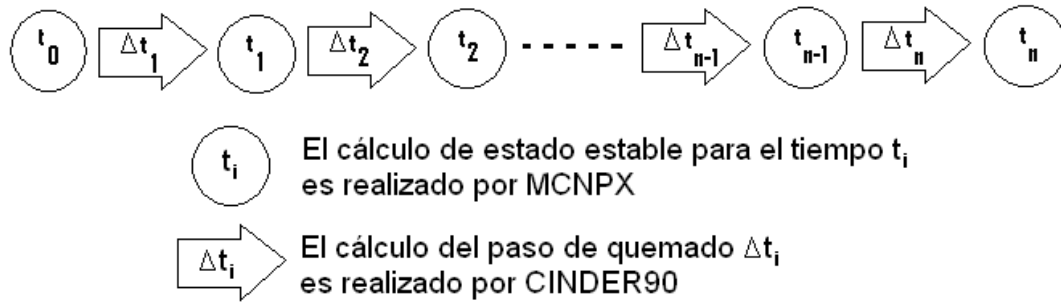 t0 Δt1 t1 Δt2 t2 Δtn-1 tn-1 Δtn tn
ti El cálculo de estado estable para el tiempo ti
es realizado por MCNPX
Δti El cálculo del paso de quemado Δti
es realizado por CINDER90